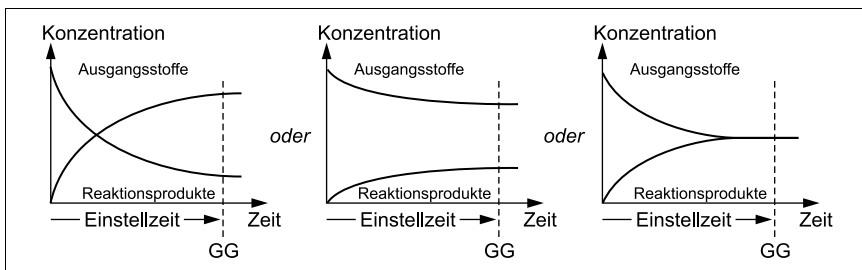 Konzentration
Ausgangsstoffe
Reaktionsprodukte
Einstellzeit
Zeit
GG
oder
Konzentration
Ausgangsstoffe
Reaktionsprodukte
Einstellzeit
Zeit
GG
oder
Konzentration
Ausgangsstoffe
Reaktionsprodukte
Einstellzeit
Zeit
GG